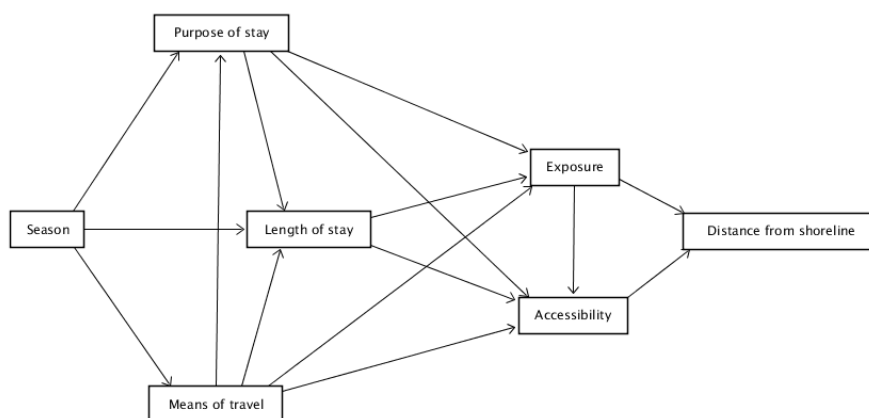 Purpose of stay
Exposure
Season
Length of stay
Distance from shoreline
Accessibility
Means of travel